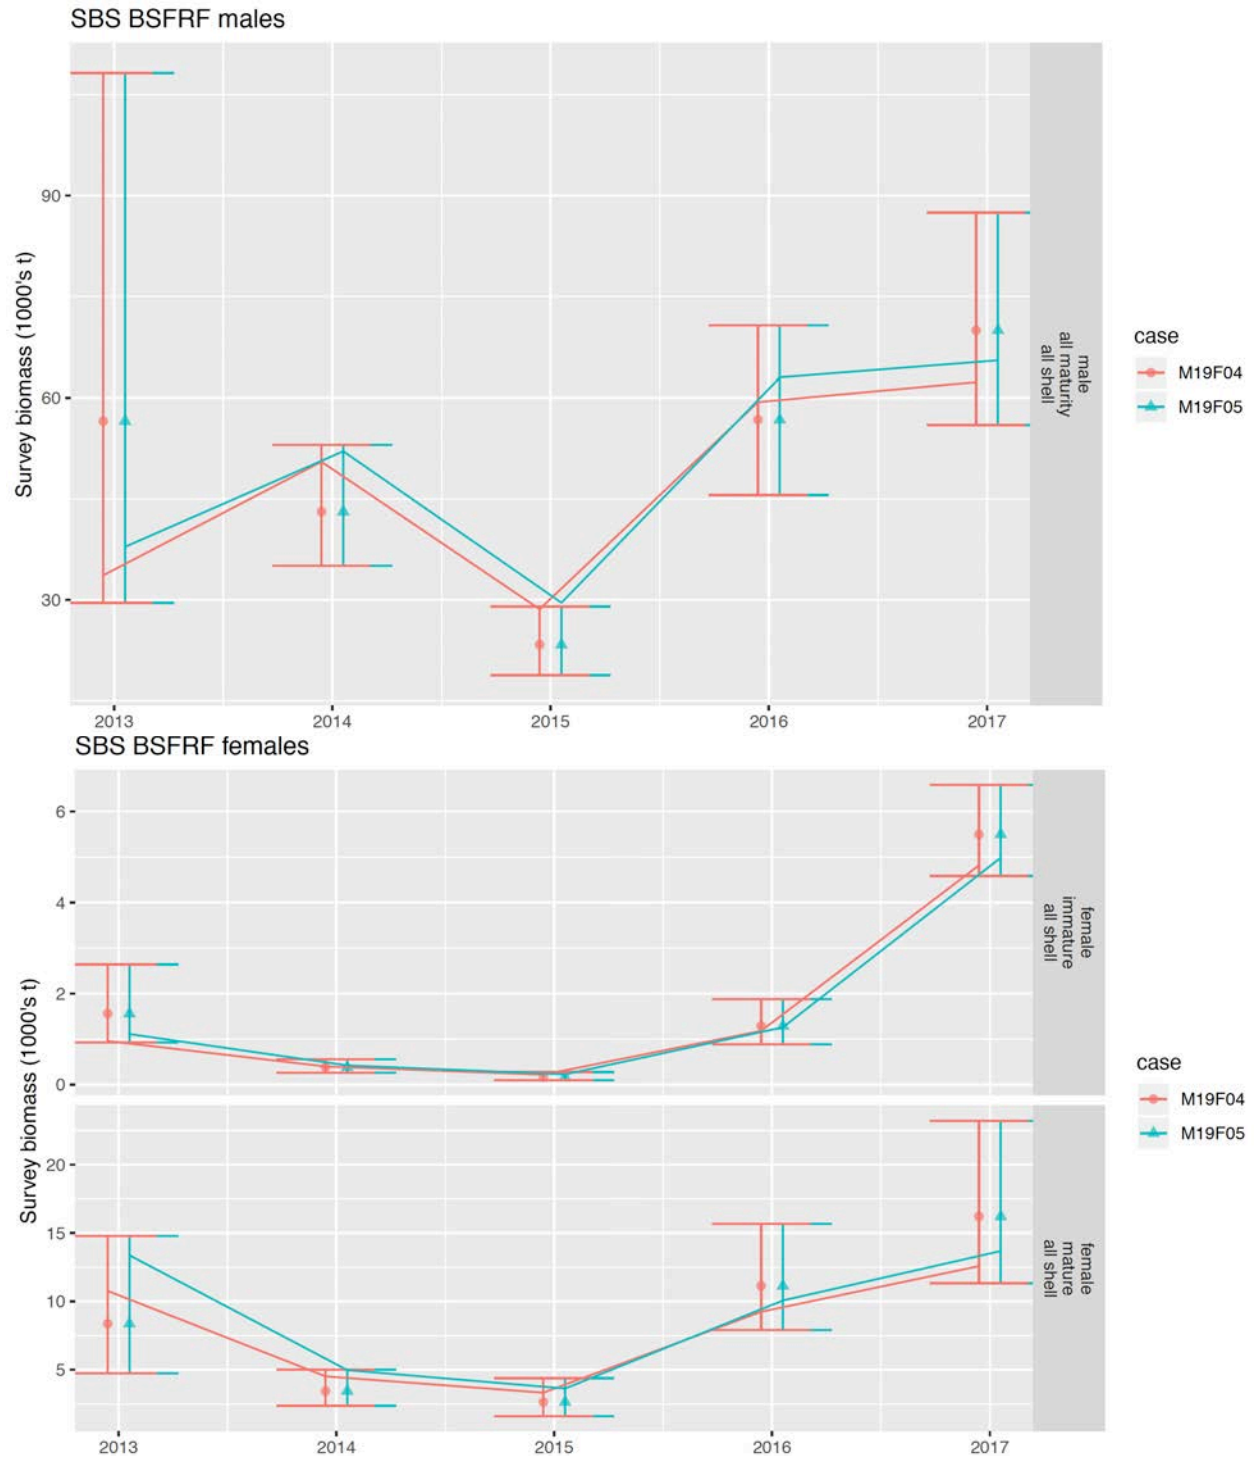 SBS BSFRF males
Survey biomass (1000's t)
90
60
30
male
all maturity
all shell
2013 2014 2015 2016 2017
case
M19F04
M19F05
SBS BSFRF females
Survey biomass (1000's t)
6
4
2
0
female
immature
all shell
20
15
10
5
female
mature
all shell
2013 2014 2015 2016 2017
case
M19F04
M19F05